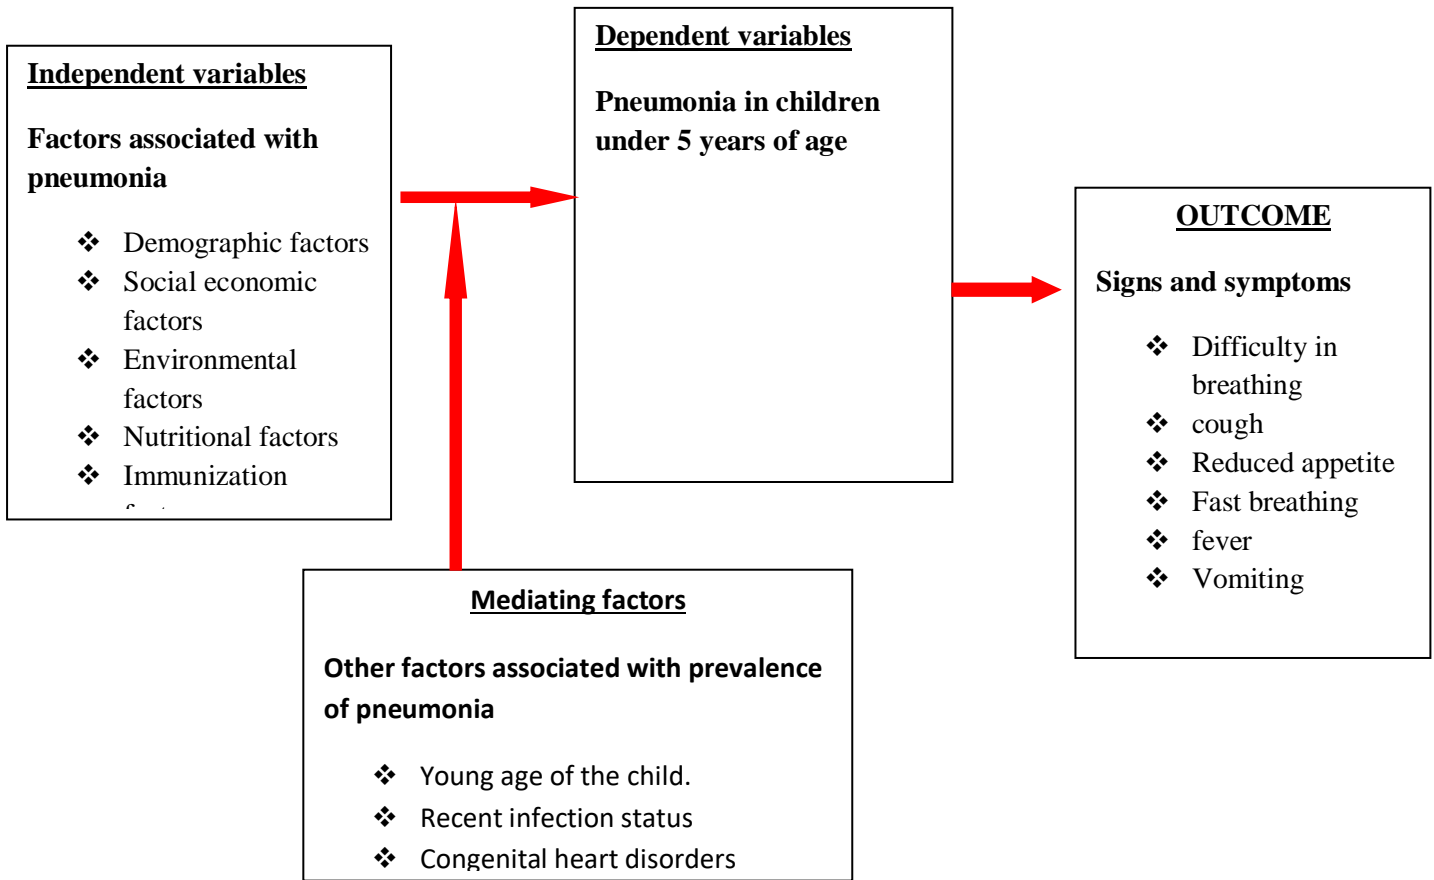 Independent variables
Factors associated with
pneumonia
❖ Demographic factors
❖ Social economic
factors
❖ Environmental
factors
❖ Nutritional factors
❖ Immunization
Dependent variables
Pneumonia in children
under 5 years of age
OUTCOME
Signs and symptoms
❖ Difficulty in
breathing
❖ cough
❖ Reduced appetite
❖ Fast breathing
❖ fever
❖ Vomiting
Mediating factors
Other factors associated with prevalence
of pneumonia
❖ Young age of the child.
❖ Recent infection status
❖ Congenital heart disorders